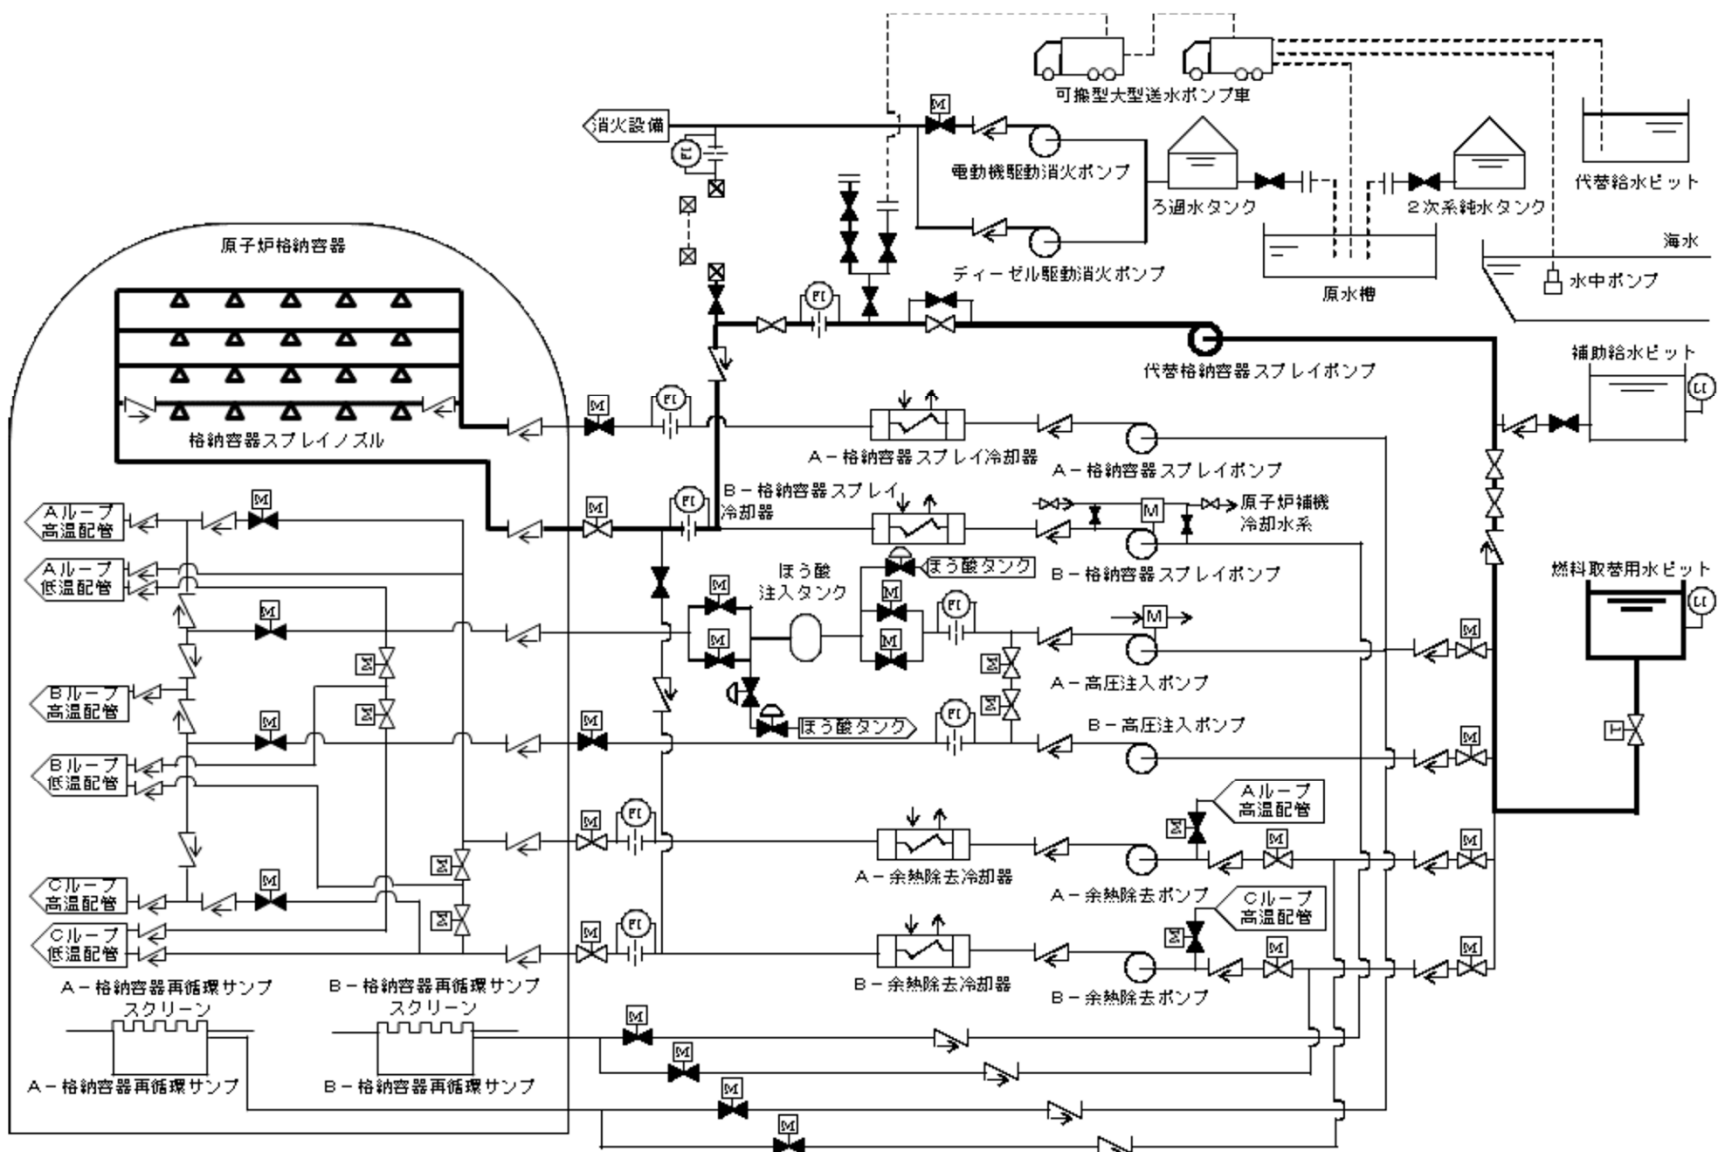 可搬型大型送水ポンプ車
消火設備
M
FI
電動機駆動消火ポンプ
ろ過水タンク
2次系純水タンク
代替給水ピット
原子炉格納容器
ディーゼル駆動消火ポンプ
原水槽
海水
水中ポンプ
FI
代替格納容器スプレイポンプ
補助給水ピット
LI
格納容器スプレイノズル
M
FI
A-格納容器スプレイ冷却器
A-格納容器スプレイポンプ
Aループ
高温配管
M
M
FI
B-格納容器スプレイ
冷却器
M
原子炉補機
冷却水系
Aループ
低温配管
ほう酸
注入タンク
ほう酸タンク
B-格納容器スプレイポンプ
燃料取替用水ピット
LI
M
M
M
M
M
FI
M
M
M
M
M
A-高圧注入ポンプ
Bループ
高温配管
M
M
M
M
ほう酸タンク
FI
B-高圧注入ポンプ
M
T
Bループ
低温配管
Aループ
高温配管
M
FI
M
M
M
M
A-余熱除去冷却器
A-余熱除去ポンプ
Cループ
高温配管
M
M
Cループ
高温配管
Cループ
低温配管
M
FI
M
M
M
B-余熱除去冷却器
B-余熱除去ポンプ
A-格納容器再循環サンプ
スクリーン
B-格納容器再循環サンプ
スクリーン
M
M
A-格納容器再循環サンプ
B-格納容器再循環サンプ
M
M